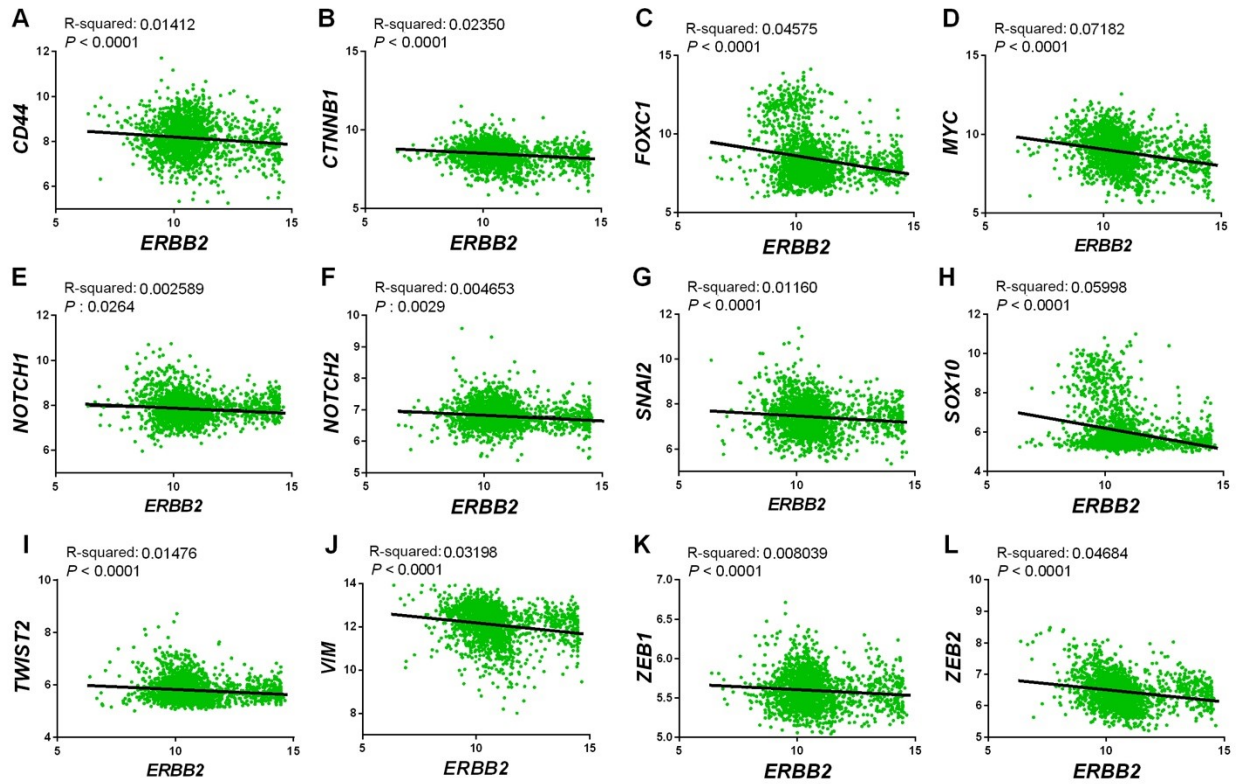 A
R-squared: 0.01412
P < 0.0001
12
10
8
6
CD44
5
10
15
ERBB2
B
R-squared: 0.02350
P < 0.0001
15
10
5
CTNNB1
5
10
15
ERBB2
C
R-squared: 0.04575
P < 0.0001
15
10
5
FOXC1
5
10
15
ERBB2
D
R-squared: 0.07182
P < 0.0001
15
10
5
MYC
5
10
15
ERBB2
E
R-squared: 0.002589
P : 0.0264
12
10
8
6
NOTCH1
5
10
15
ERBB2
F
R-squared: 0.004653
P : 0.0029
10
9
8
7
6
5
NOTCH2
5
10
15
ERBB2
G
R-squared: 0.01160
P < 0.0001
12
10
8
6
SNAI2
5
10
15
ERBB2
H
R-squared: 0.05998
P < 0.0001
12
10
8
6
4
SOX10
5
10
15
ERBB2
I
R-squared: 0.01476
P < 0.0001
10
8
6
4
TWIST2
5
10
15
ERBB2
J
R-squared: 0.03198
P < 0.0001
14
12
10
8
VIM
5
10
15
ERBB2
K
R-squared: 0.008039
P < 0.0001
7.0
6.5
6.0
5.5
5.0
ZEB1
5
10
15
ERBB2
L
R-squared: 0.04684
P < 0.0001
10
9
8
7
6
5
ZEB2
5
10
15
ERBB2